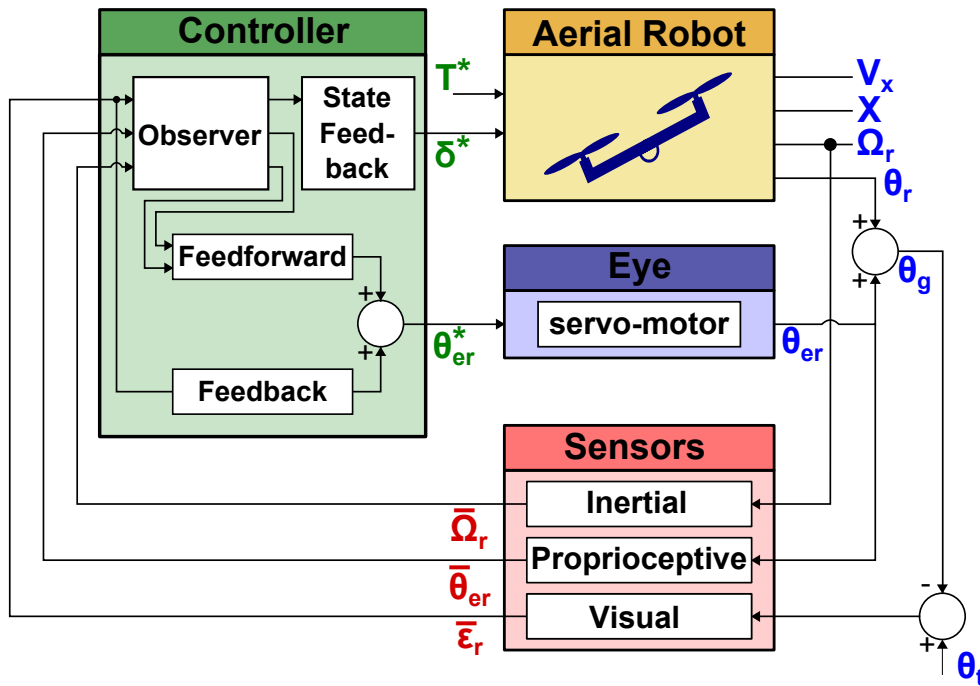 Controller
Observer
State
Feed-
back
Feedforward
Feedback
+
+
T*
δ*
θ*er
Aerial Robot
Vx
X
Ωr
θr
+
+
θg
Eye
servo-motor
θer
Sensors
Inertial
Proprioceptive
Visual
Ω̄r
θ̄er
ε̄r
-
+